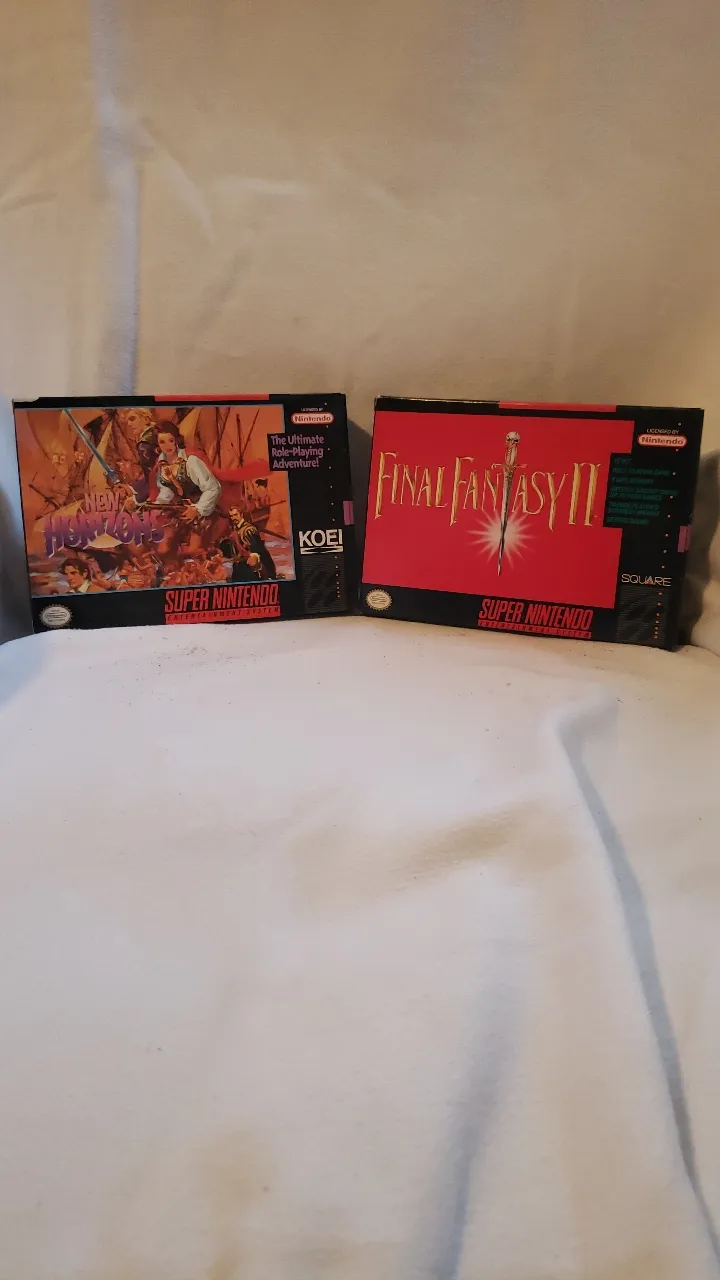 LICENSED BY
Nintendo
The Ultimate
Role-Playing
Adventure!
NEW
HORIZONS
KOEI
SUPER NINTENDO
ENTERTAINMENT SYSTEM
LICENSED BY
Nintendo
FINAL FANTASY II
SQUARE
SUPER NINTENDO
ENTERTAINMENT SYSTEM